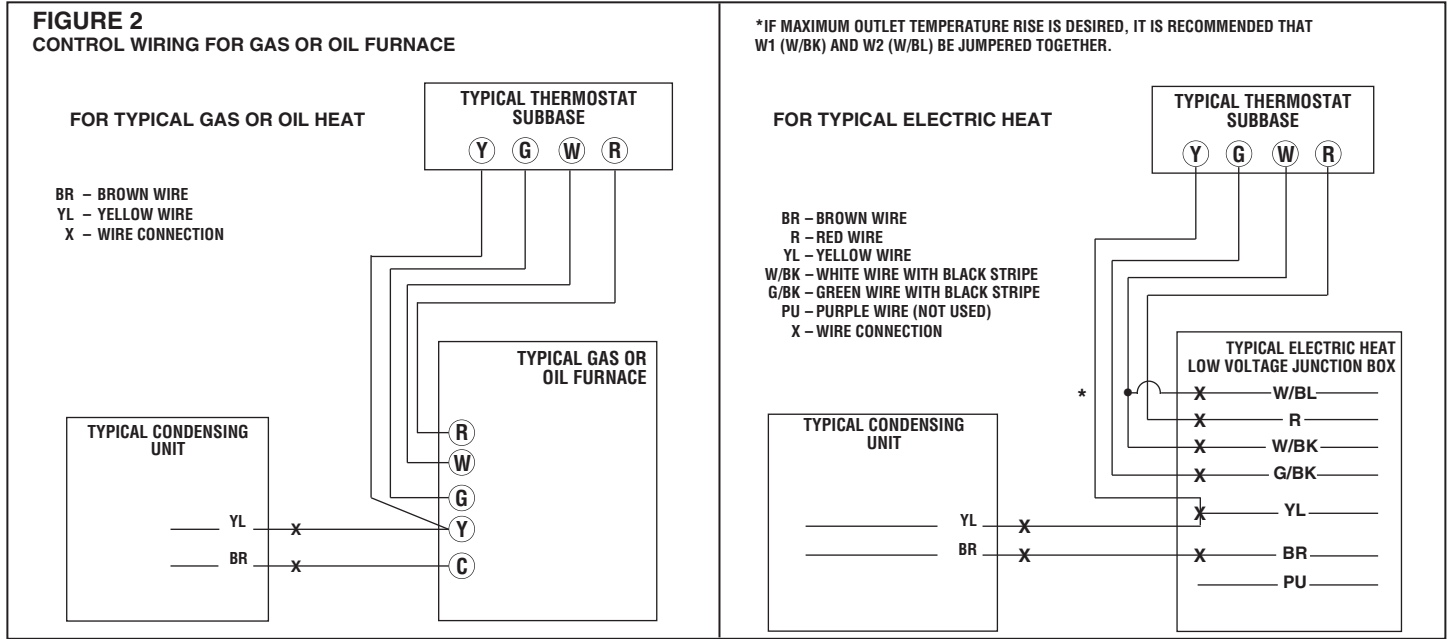 FIGURE 2
CONTROL WIRING FOR GAS OR OIL FURNACE
FOR TYPICAL GAS OR OIL HEAT
TYPICAL THERMOSTAT
SUBBASE
Y G W R
BR – BROWN WIRE
YL – YELLOW WIRE
X – WIRE CONNECTION
TYPICAL GAS OR
OIL FURNACE
R
W
G
Y
C
TYPICAL CONDENSING
UNIT
YL X
BR X
*IF MAXIMUM OUTLET TEMPERATURE RISE IS DESIRED, IT IS RECOMMENDED THAT
W1 (W/BK) AND W2 (W/BL) BE JUMPERED TOGETHER.
FOR TYPICAL ELECTRIC HEAT
TYPICAL THERMOSTAT
SUBBASE
Y G W R
BR – BROWN WIRE
R – RED WIRE
YL – YELLOW WIRE
W/BK – WHITE WIRE WITH BLACK STRIPE
G/BK – GREEN WIRE WITH BLACK STRIPE
PU – PURPLE WIRE (NOT USED)
X – WIRE CONNECTION
TYPICAL ELECTRIC HEAT
LOW VOLTAGE JUNCTION BOX
* X W/BL
X R
X W/BK
X G/BK
X YL
X BR
PU
TYPICAL CONDENSING
UNIT
YL X
BR X